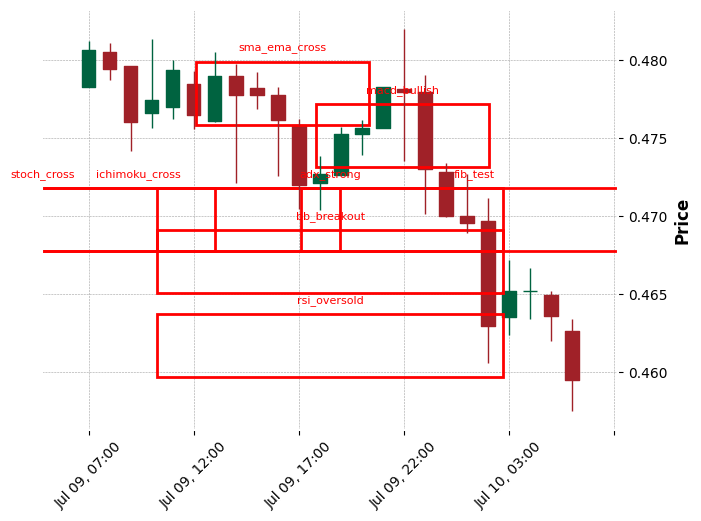 sma_ema_cross
0.480
macd_bullish
0.475
stoch_cross
ichimoku_cross
adx_strong
fib_test
bb_breakout
0.470
Price
0.465
rsi_oversold
0.460
Jul 09, 07:00
Jul 09, 12:00
Jul 09, 17:00
Jul 09, 22:00
Jul 10, 03:00